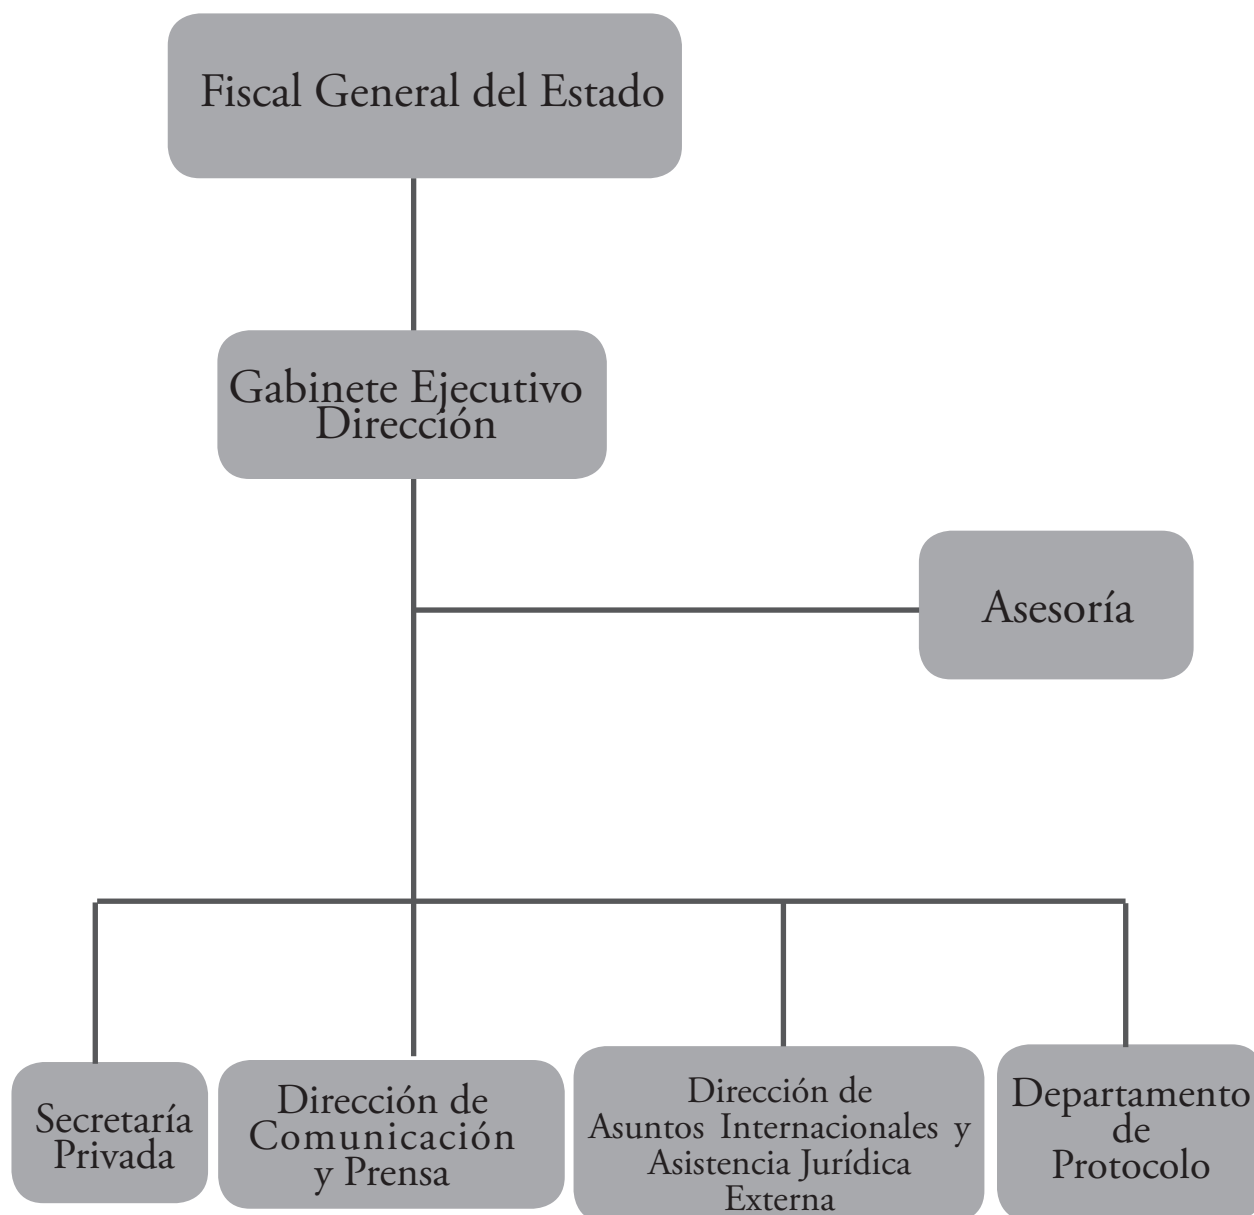 Fiscal General del Estado
Gabinete Ejecutivo
Dirección
Asesoría
Secretaría
Privada
Dirección de
Comunicación
y Prensa
Dirección de
Asuntos Internacionales y
Asistencia Jurídica
Externa
Departamento
de
Protocolo